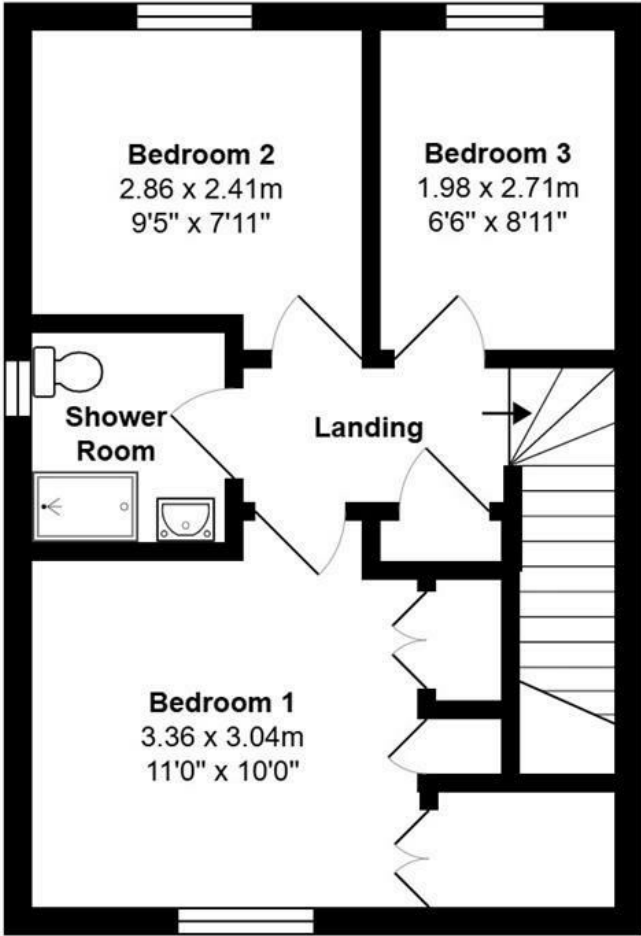 Bedroom 2
2.86 x 2.41m
9'5" x 7'11"
Bedroom 3
1.98 x 2.71m
6'6" x 8'11"
Shower
Room
Landing
Bedroom 1
3.36 x 3.04m
11'0" x 10'0"